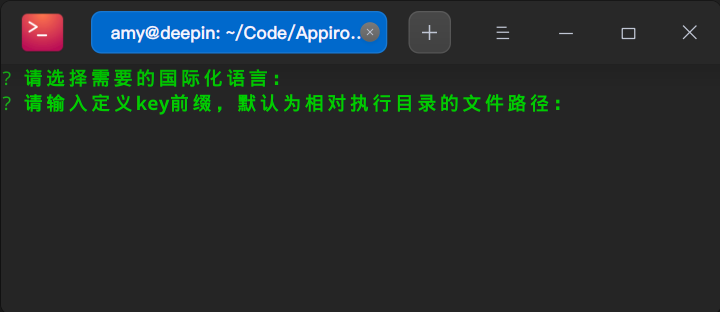 amy@deepin: ~/Code/Appiro...
? 请选择需要的国际化语言：
? 请输入定义key前缀，默认为相对执行目录的文件路径：